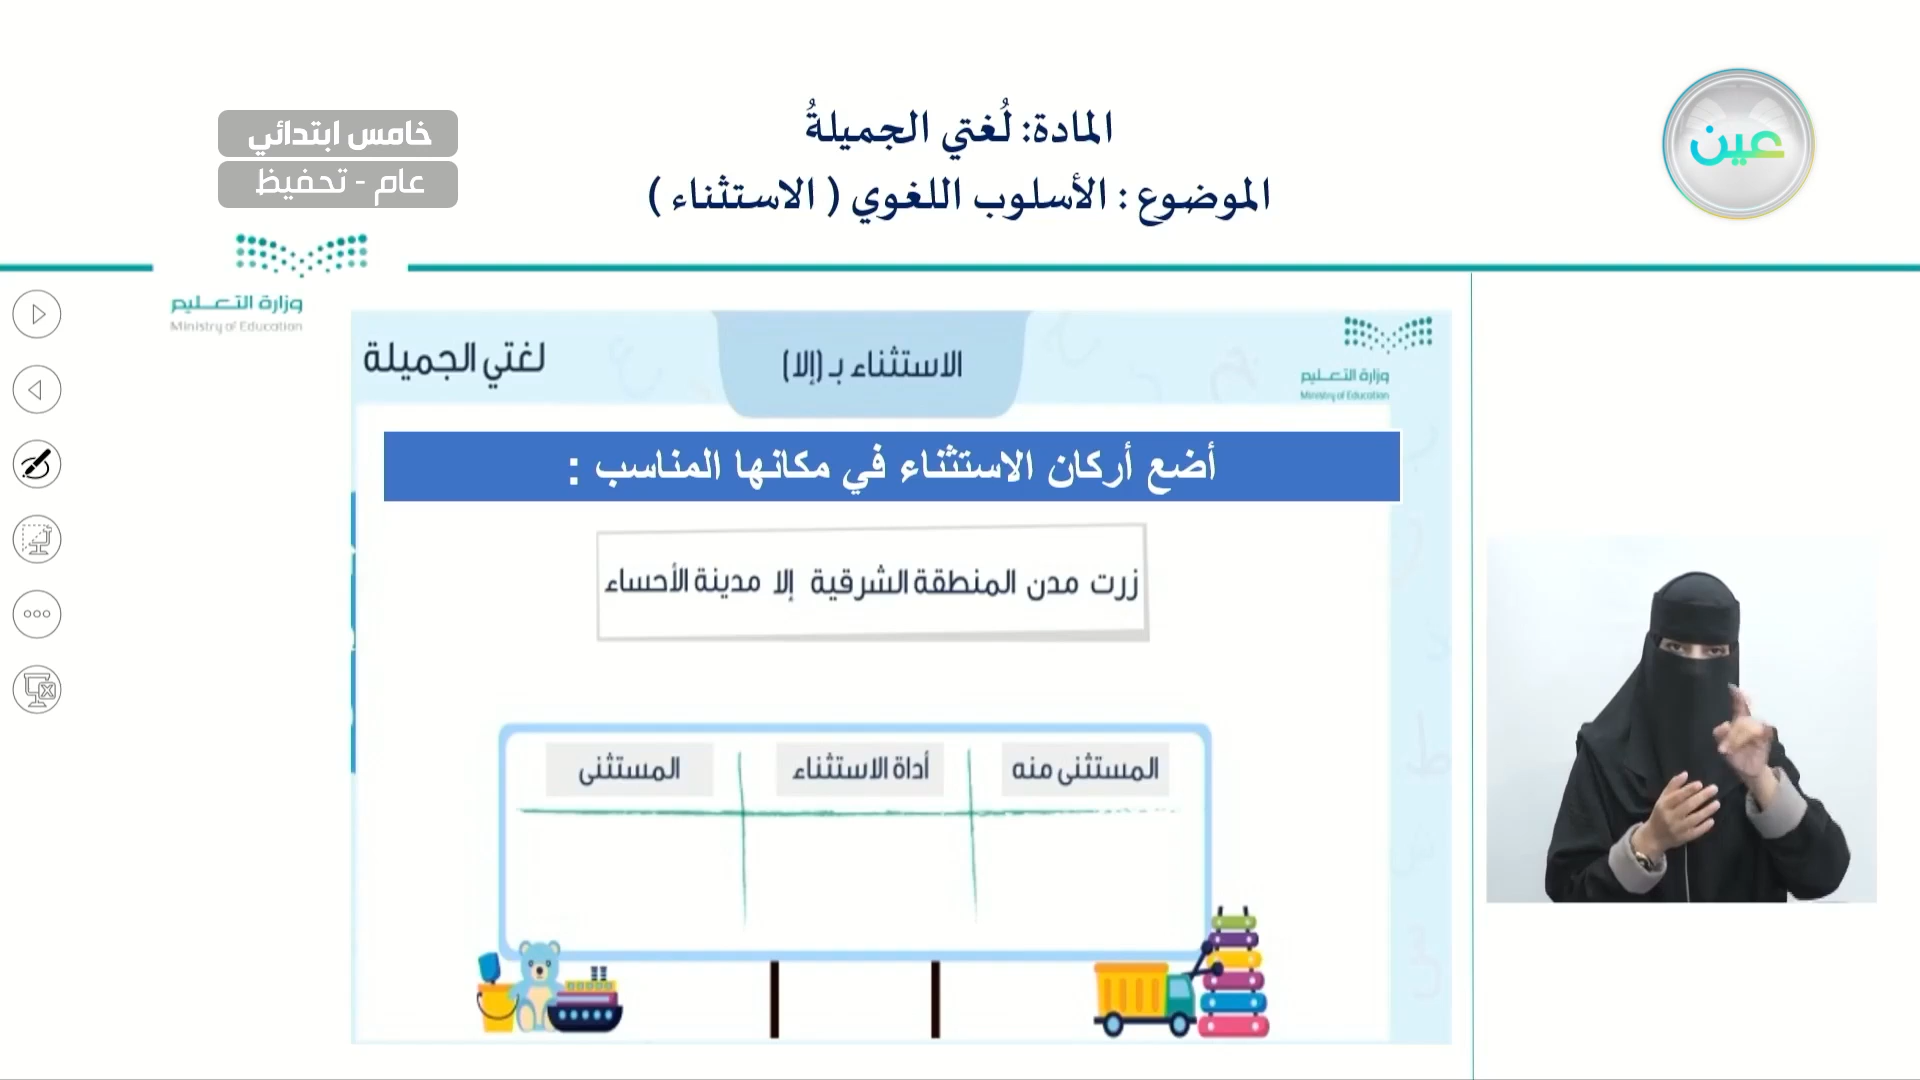 المادة: لُغتي الجميلةُ
الموضوع : الأسلوب اللغوي ( الاستثناء )
عين
خامس ابتدائي
عام - تحفيظ
وزارة التعـــليم
Ministry of Education
وزارة التعـــليم
Ministry of Education
الاستثناء بـ (إلا)
لغتي الجميلة
أضع أركان الاستثناء في مكانها المناسب :
زرت مدن المنطقة الشرقية إلا مدينة الأحساء
المستثنى منه
أداة الاستثناء
المستثنى